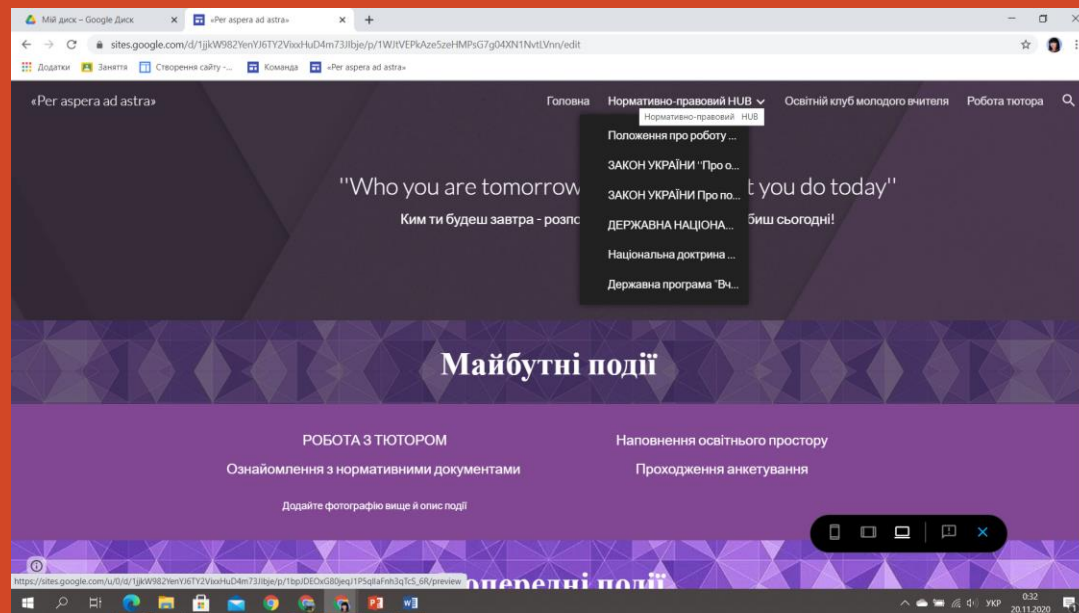 Мій диск – Google Диск
«Per aspera ad astra»
sites.google.com/d/1jjkW982YenYJ6TY2VixxHuD4m73JIbje/p/1WJtVEPkAze5zeHMPsG7g04XN1NvtLVnn/edit
Додатки Заняття Створення сайту -... Команда «Per aspera ad astra»
«Per aspera ad astra» Головна Нормативно-правовий HUB Освітній клуб молодого вчителя Робота тютора
Нормативно-правовий HUB
Положення про роботу ...
ЗАКОН УКРАЇНИ "Про о...
ЗАКОН УКРАЇНИ Про по...
ДЕРЖАВНА НАЦІОНА...
Національна доктрина ...
Державна програма "Вч...
''Who you are tomorrow t you do today''
Ким ти будеш завтра - розпо биш сьогодні!
Майбутні події
РОБОТА З ТЮТОРОМ
Ознайомлення з нормативними документами
Додайте фотографію вище й опис події
Наповнення освітнього простору
Проходження анкетування
опередні події
https://sites.google.com/u/0/d/1jjkW982YenYJ6TY2VixxHuD4m73JIbje/p/1bpJDEOxG80jeqJ1P5qIIaFnh3qTcS_6R/preview
УКР
0:32
20.11.2020